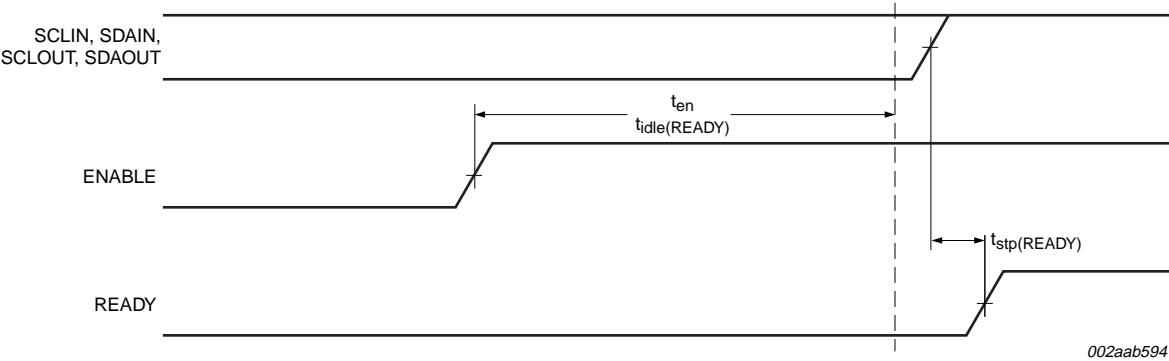 SCLIN, SDAIN,
SCLOUT, SDAOUT
ten
tidle(READY)
ENABLE
tstp(READY)
READY
002aab594